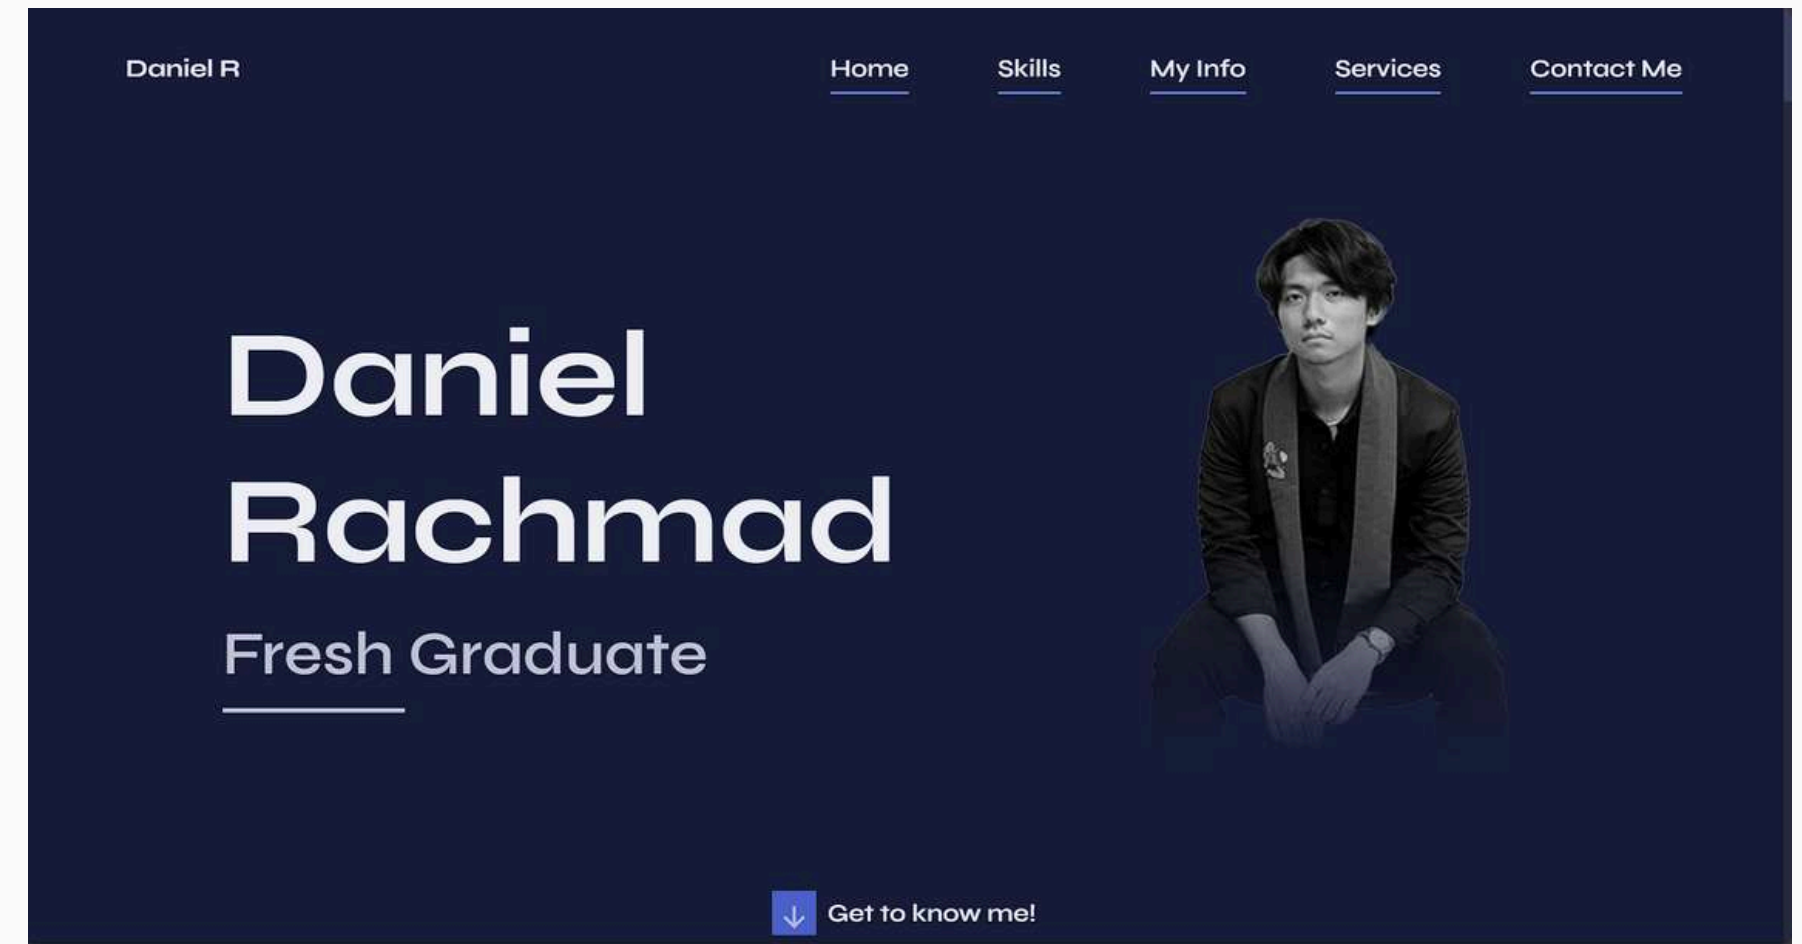 Daniel R
Home Skills My Info Services Contact Me
Daniel
Rachmad
Fresh Graduate
Get to know me!